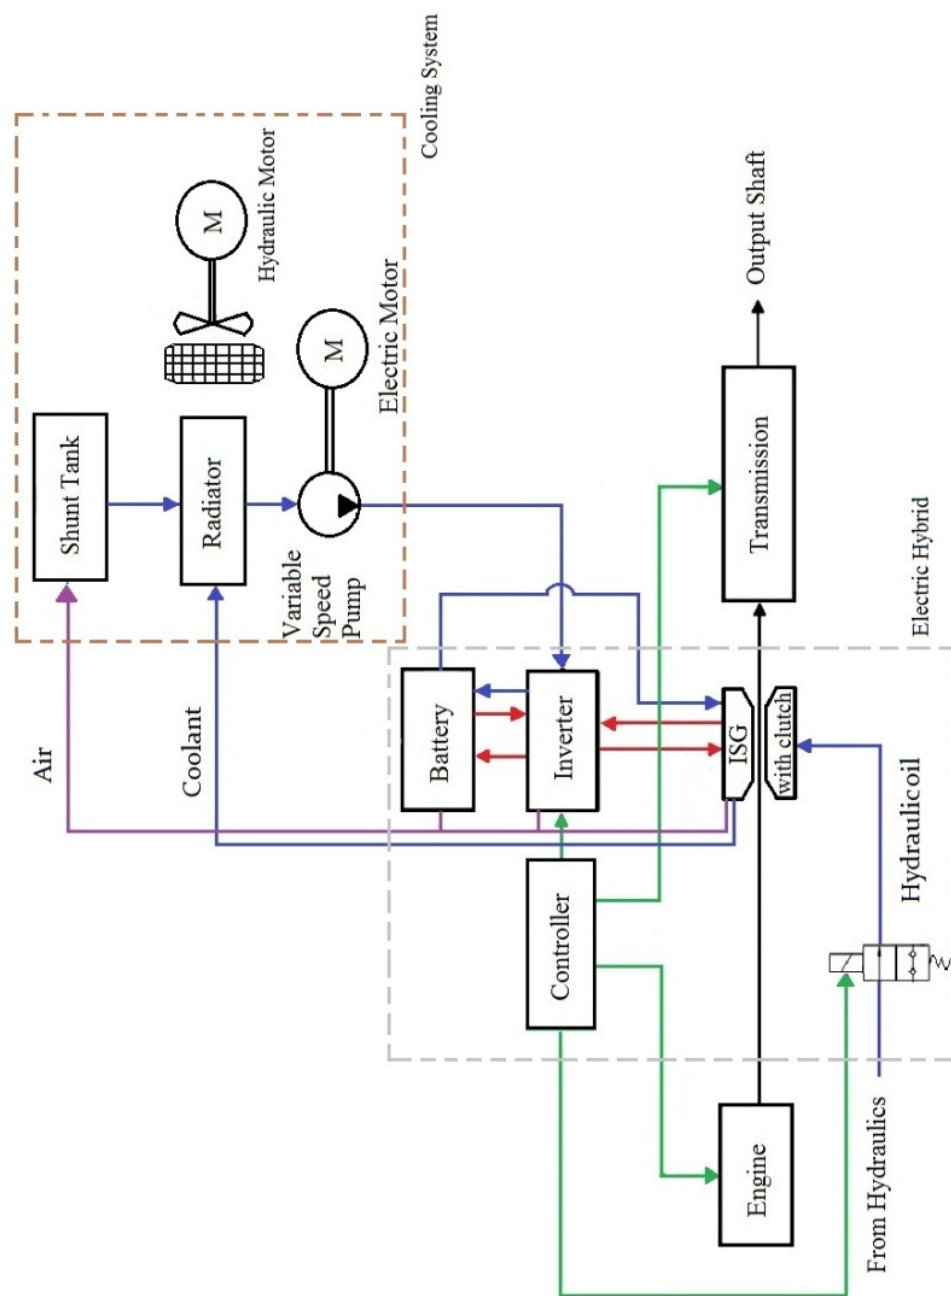 Cooling System
Shunt Tank
Radiator
Variable
Speed
Pump
M
Hydraulic Motor
M
Electric Motor
Air
Coolant
Battery
Inverter
Controller
ISG
with clutch
Electric Hybrid
Engine
Transmission
Output Shaft
From Hydraulics
Hydraulicoil